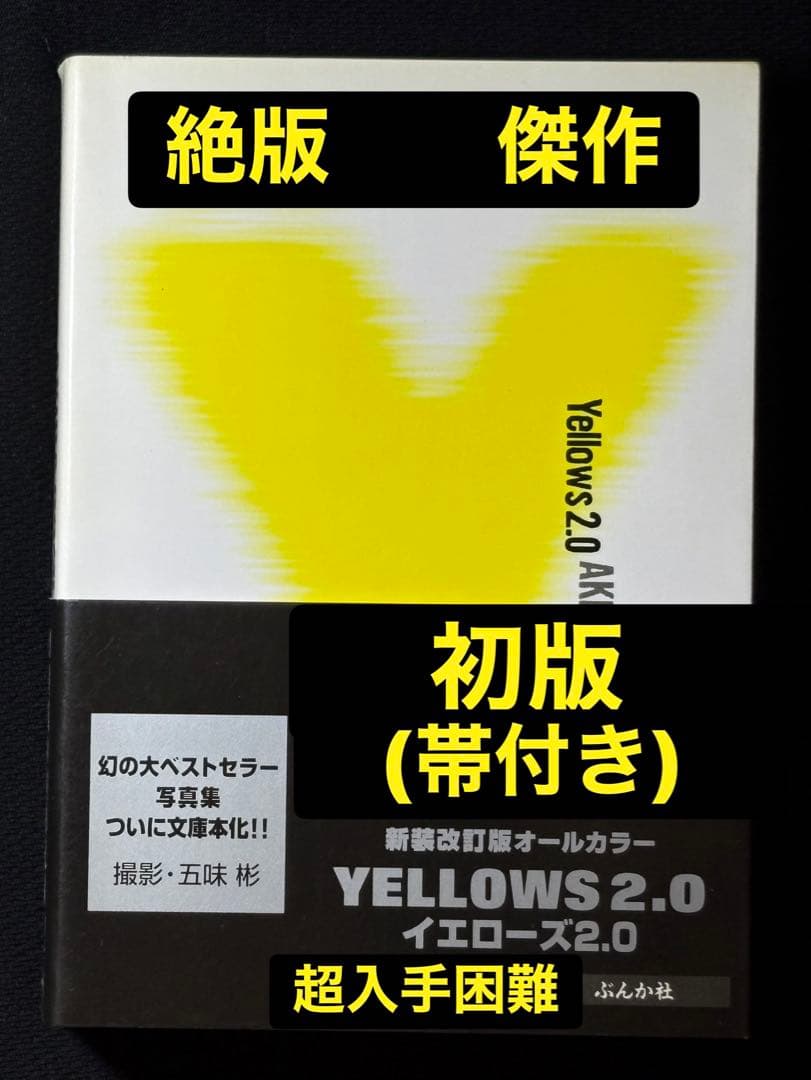 絶版 傑作
Yellows 2.0 AK
初版
(帯付き)
幻の大ベストセラー
写真集
ついに文庫本化!!
撮影・五味 彬
新装改訂版オールカラー
YELLOWS 2.0
イエローズ2.0
超入手困難
ぶんか社